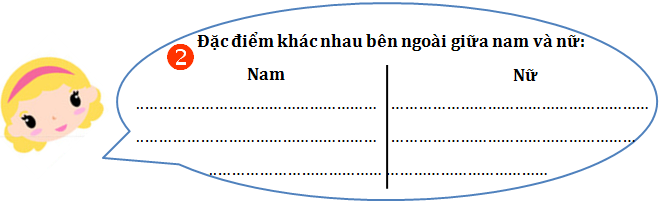 2 Đặc điểm khác nhau bên ngoài giữa nam và nữ:
Nam Nữ
........................................................ ............................................................
........................................................ .........................................................
........................................ ......................................